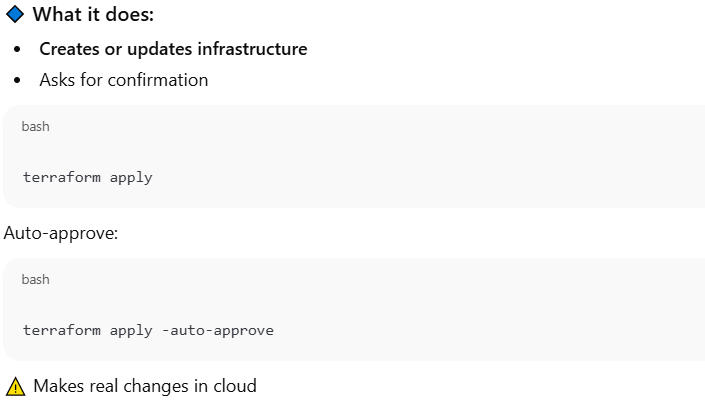 🔷 What it does:
• Creates or updates infrastructure
• Asks for confirmation
bash
terraform apply
Auto-approve:
bash
terraform apply -auto-approve
⚠️ Makes real changes in cloud